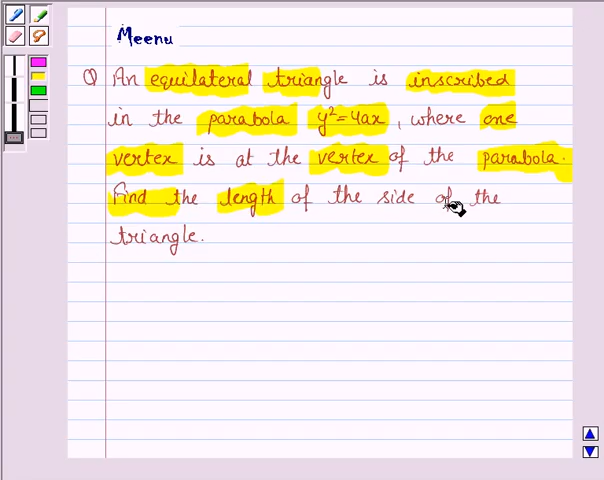 Meenu
Q An equilateral triangle is inscribed
in the parabola y²=4ax, where one
vertex is at the vertex of the parabola.
Find the length of the side of the
triangle.